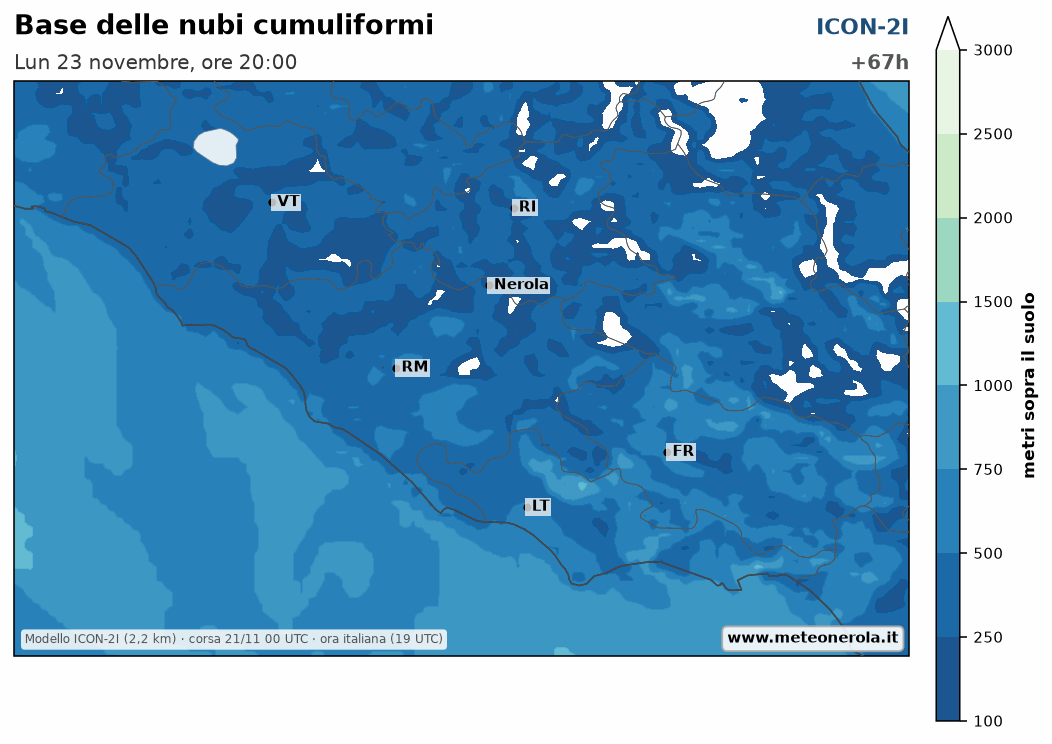 Base delle nubi cumuliformi
ICON-2I
Lun 23 novembre, ore 20:00
+67h
3000
2500
2000
1500
1000
750
500
250
100
metri sopra il suolo
VT
RI
Nerola
RM
FR
LT
Modello ICON-2I (2,2 km) · corsa 21/11 00 UTC · ora italiana (19 UTC)
www.meteonerola.it